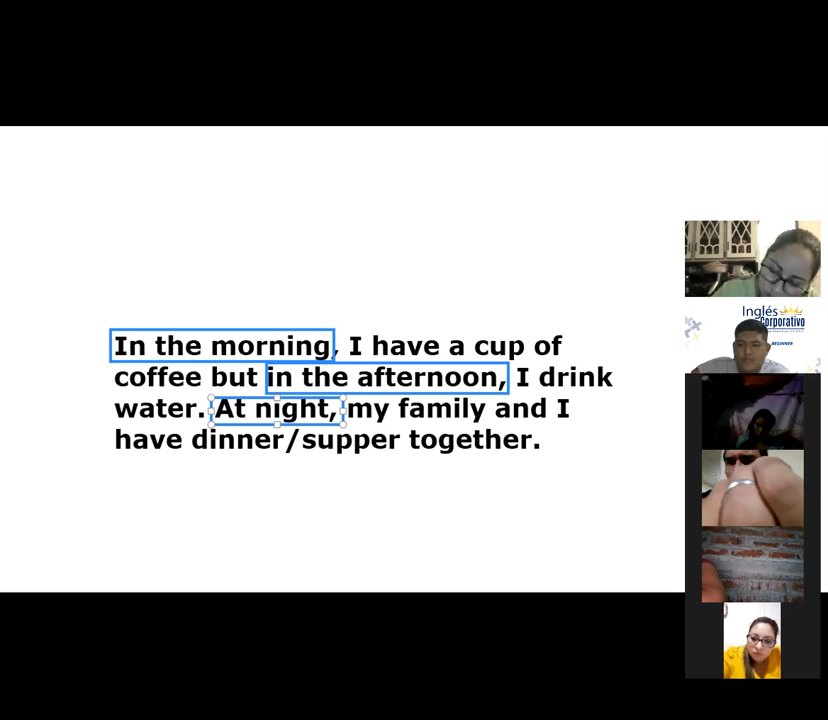 In the morning, I have a cup of
coffee but in the afternoon, I drink
water. At night, my family and I
have dinner/supper together.
Inglés
Corporativo
BEGINNER